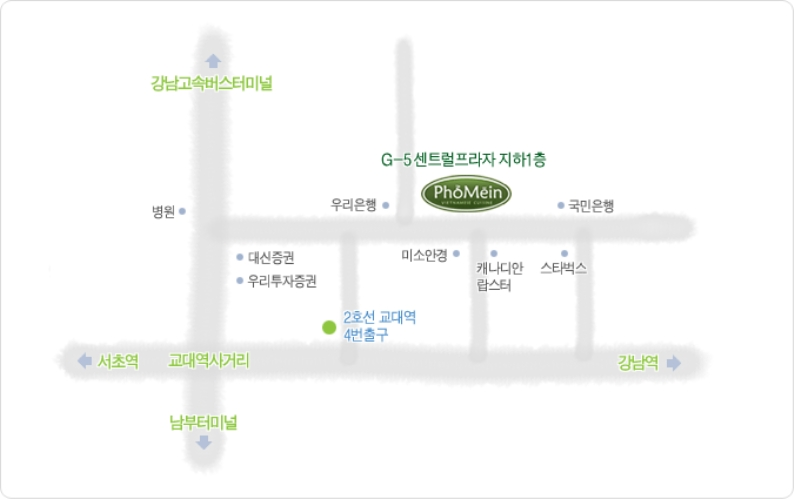 강남고속버스터미널
G-5 센트럴프라자 지하1층
PhỏMein
VIETNAMESE CUISINE
병원
우리은행
국민은행
대신증권
우리투자증권
미소안경
캐나디안
랍스터
스타벅스
2호선 교대역
4번출구
서초역
교대역사거리
강남역
남부터미널